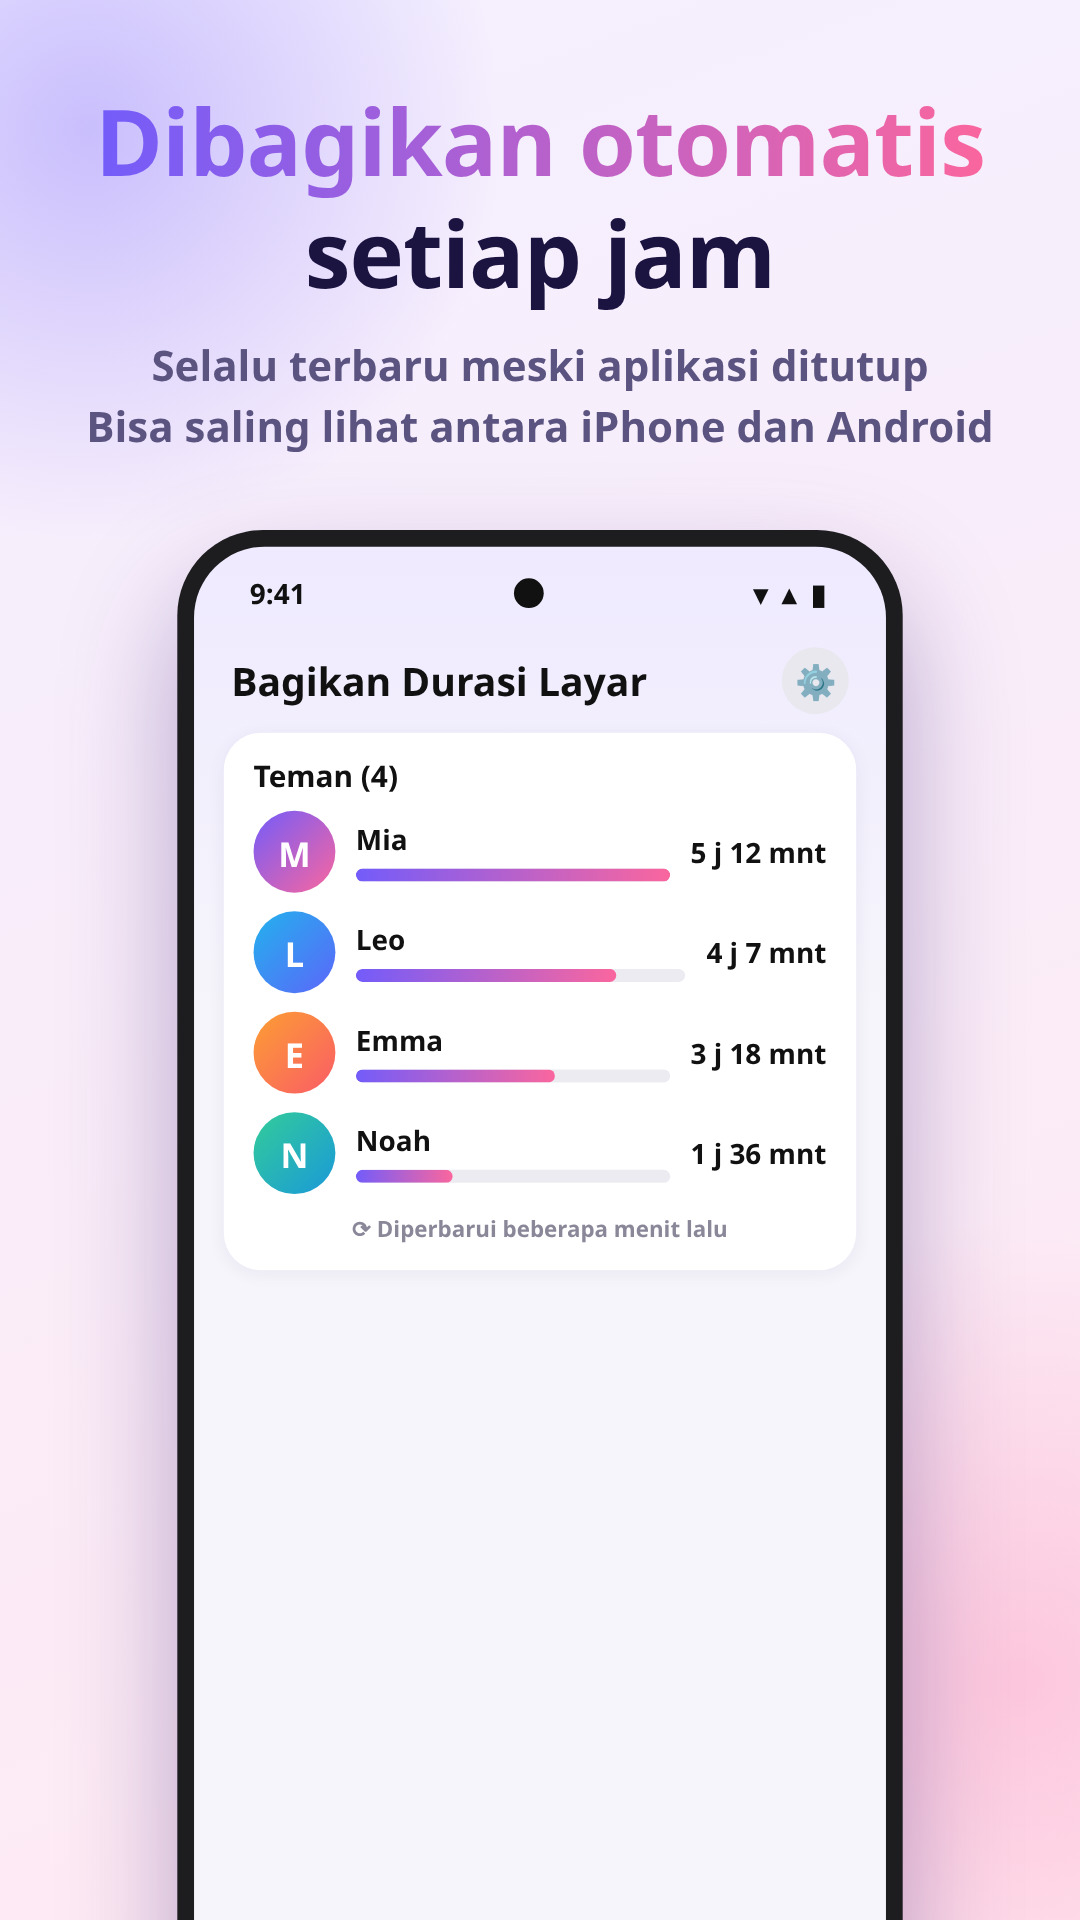 Dibagikan otomatis
setiap jam
Selalu terbaru meski aplikasi ditutup
Bisa saling lihat antara iPhone dan Android
9:41
Bagikan Durasi Layar
Teman (4)
M
Mia
5 j 12 mnt
L
Leo
4 j 7 mnt
E
Emma
3 j 18 mnt
N
Noah
1 j 36 mnt
⟳ Diperbarui beberapa menit lalu